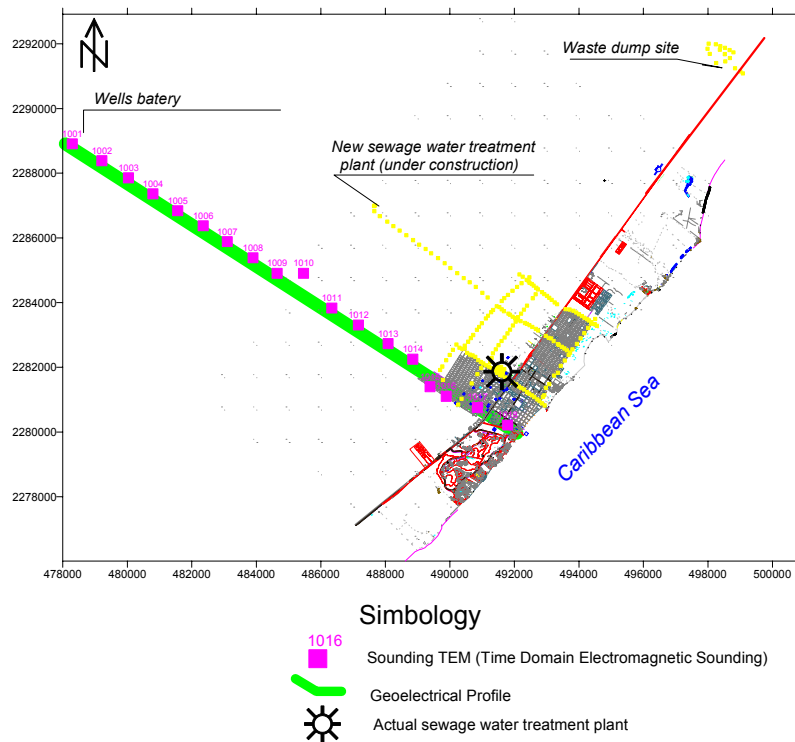 2292000
Waste dump site
N
2290000
Wells batery
1001
1002
2288000
1003
New sewage water treatment
plant (under construction)
1004
1005
1006
2286000
1007
1008
1009
1010
2284000
1011
1012
1013
1014
2282000
2280000
Caribbean Sea
2278000
478000 480000 482000 484000 486000 488000 490000 492000 494000 496000 498000 500000
Simbology
1016
Sounding TEM (Time Domain Electromagnetic Sounding)
Geoelectrical Profile
Actual sewage water treatment plant